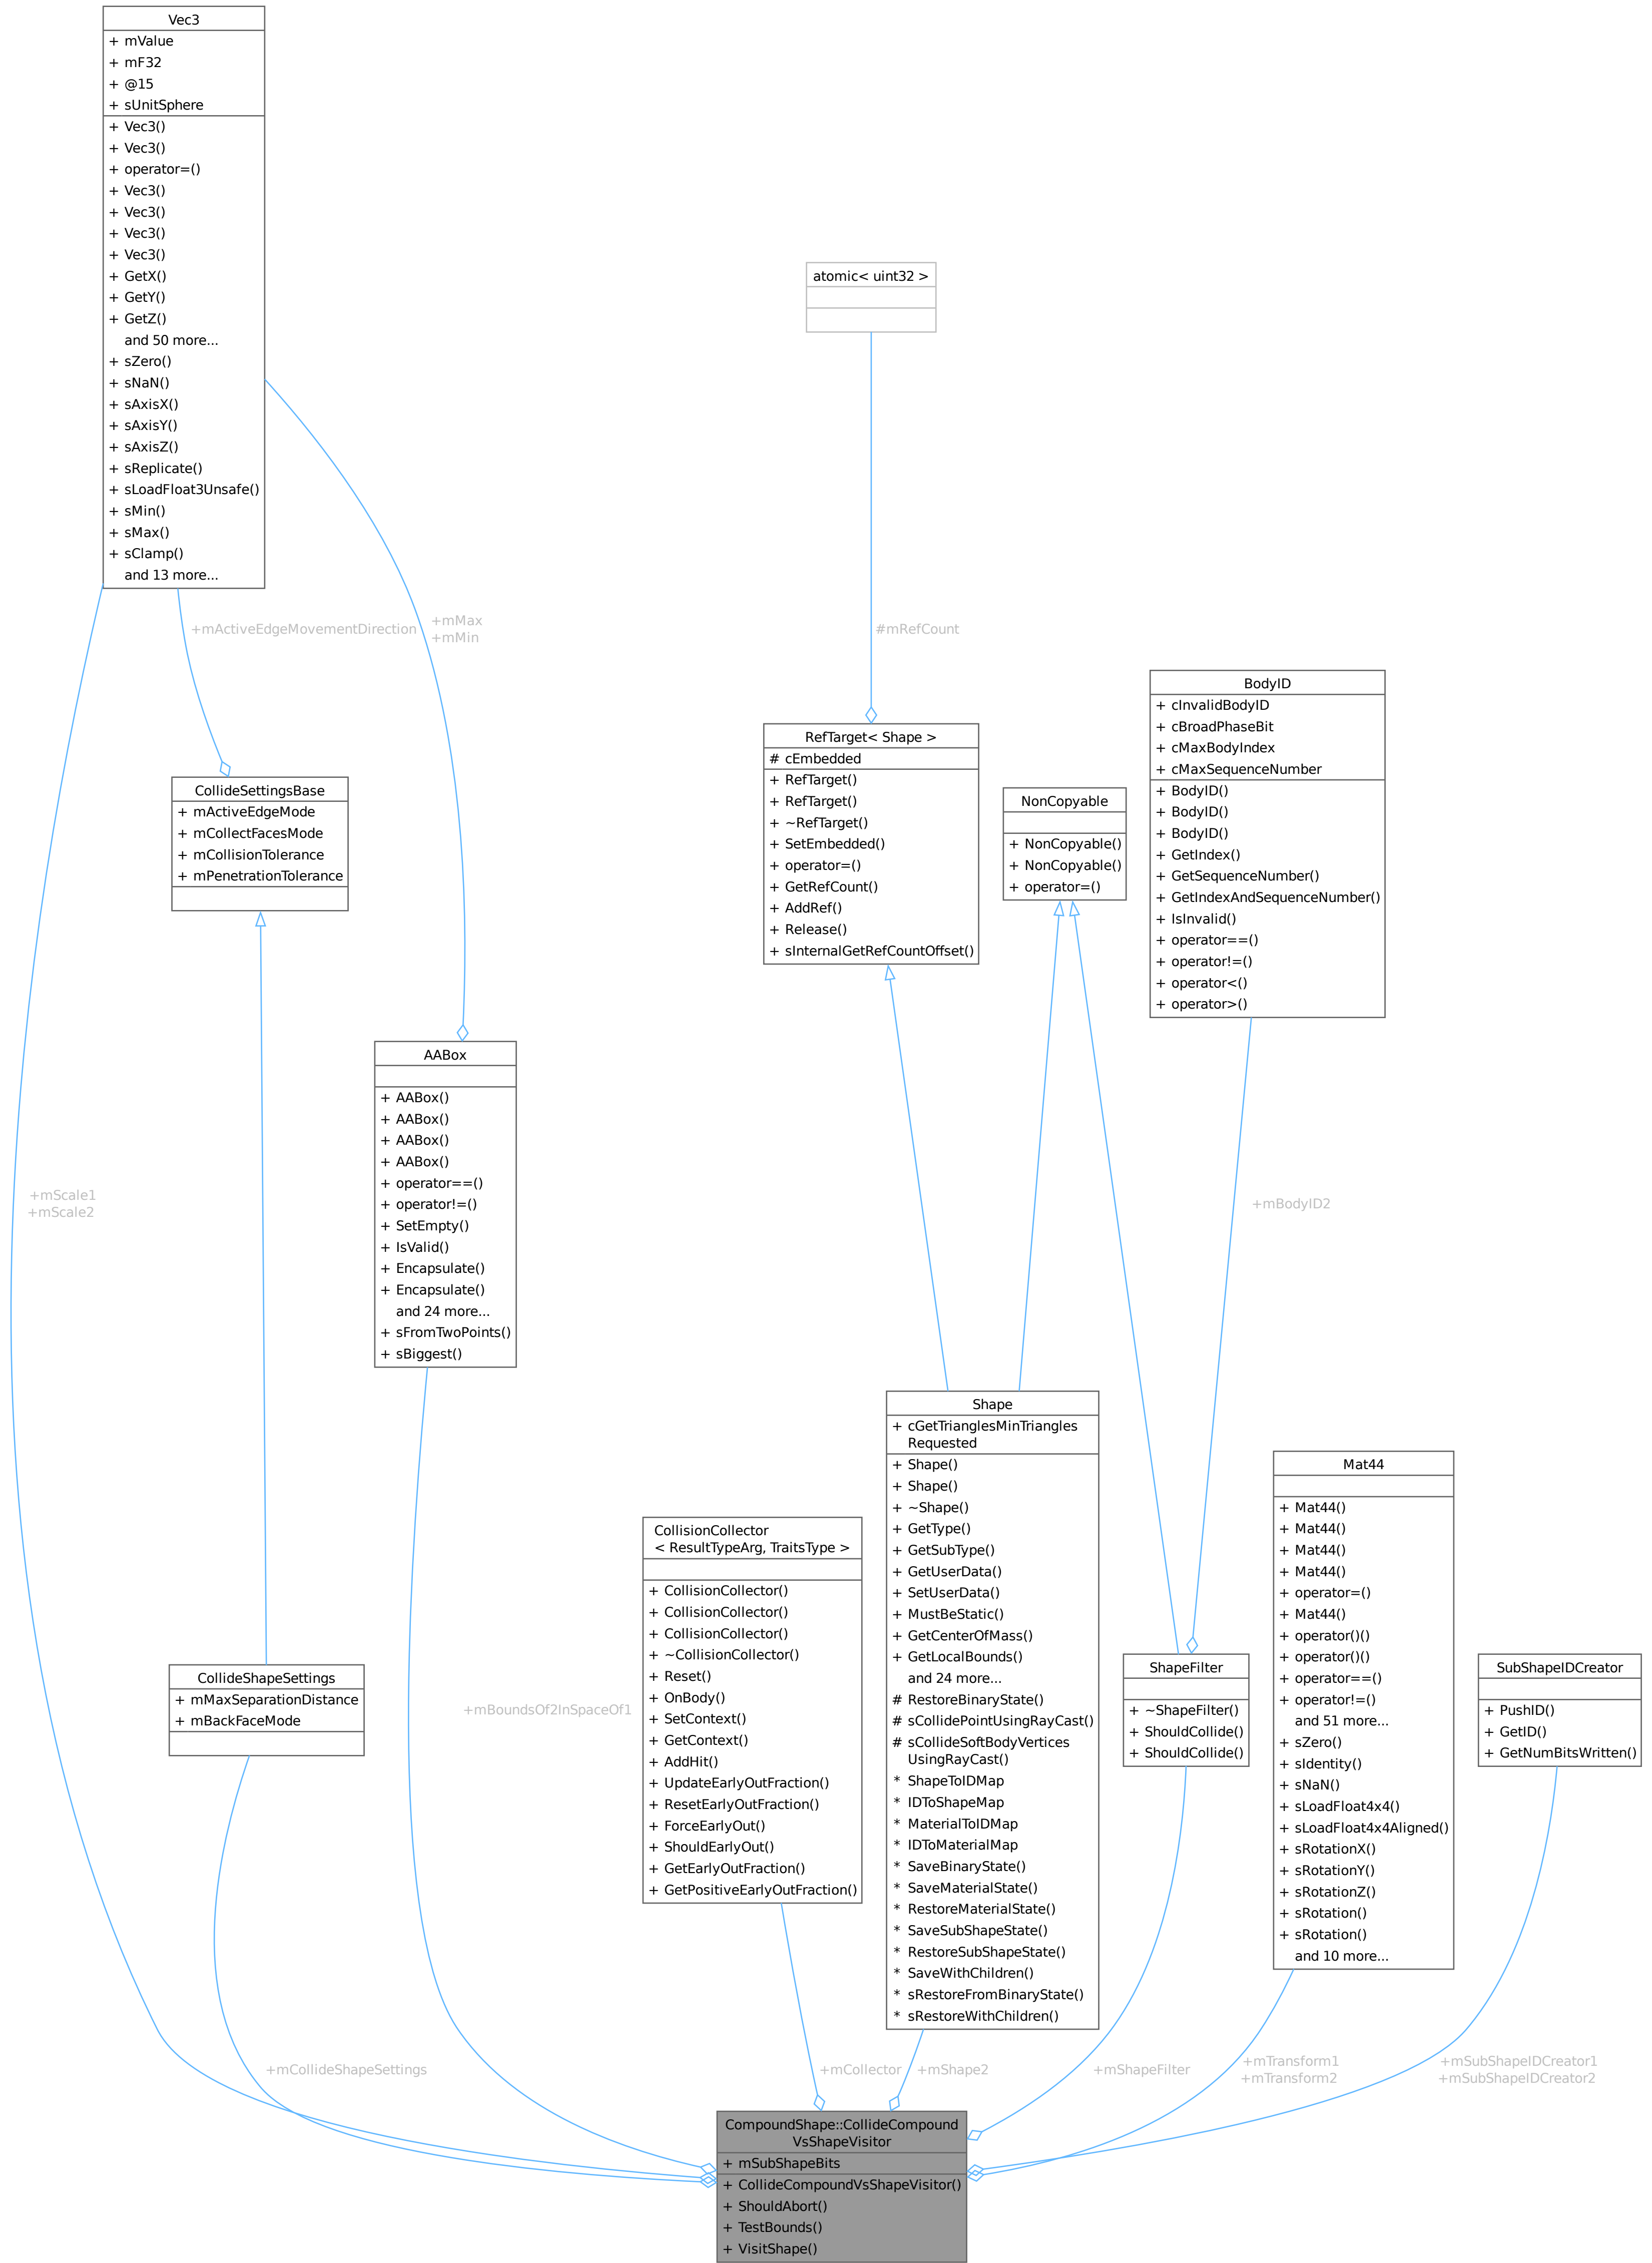 Vec3
+ mValue
+ mF32
+ @15
+ sUnitSphere
+ Vec3()
+ Vec3()
+ operator=()
+ Vec3()
+ Vec3()
+ Vec3()
+ Vec3()
+ GetX()
+ GetY()
+ GetZ()
and 50 more...
+ sZero()
+ sNaN()
+ sAxisX()
+ sAxisY()
+ sAxisZ()
+ sReplicate()
+ sLoadFloat3Unsafe()
+ sMin()
+ sMax()
+ sClamp()
and 13 more...
atomic< uint32 >
+mActiveEdgeMovementDirection
+mMax
+mMin
#mRefCount
BodyID
+ cInvalidBodyID
+ cBroadPhaseBit
+ cMaxBodyIndex
+ cMaxSequenceNumber
+ BodyID()
+ BodyID()
+ BodyID()
+ GetIndex()
+ GetSequenceNumber()
+ GetIndexAndSequenceNumber()
+ IsInvalid()
+ operator==()
+ operator!=()
+ operator<()
+ operator>()
RefTarget< Shape >
# cEmbedded
+ RefTarget()
+ RefTarget()
+ ~RefTarget()
+ SetEmbedded()
+ operator=()
+ GetRefCount()
+ AddRef()
+ Release()
+ sInternalGetRefCountOffset()
NonCopyable
+ NonCopyable()
+ NonCopyable()
+ operator=()
CollideSettingsBase
+ mActiveEdgeMode
+ mCollectFacesMode
+ mCollisionTolerance
+ mPenetrationTolerance
AABox
+ AABox()
+ AABox()
+ AABox()
+ AABox()
+ operator==()
+ operator!=()
+ SetEmpty()
+ IsValid()
+ Encapsulate()
+ Encapsulate()
and 24 more...
+ sFromTwoPoints()
+ sBiggest()
+mScale1
+mScale2
+mBodyID2
Shape
+ cGetTrianglesMinTriangles
Requested
+ Shape()
+ Shape()
+ ~Shape()
+ GetType()
+ GetSubType()
+ GetUserData()
+ SetUserData()
+ MustBeStatic()
+ GetCenterOfMass()
+ GetLocalBounds()
and 24 more...
# RestoreBinaryState()
# sCollidePointUsingRayCast()
# sCollideSoftBodyVertices
UsingRayCast()
* ShapeToIDMap
* IDToShapeMap
* MaterialToIDMap
* IDToMaterialMap
* SaveBinaryState()
* SaveMaterialState()
* RestoreMaterialState()
* SaveSubShapeState()
* RestoreSubShapeState()
* SaveWithChildren()
* sRestoreFromBinaryState()
* sRestoreWithChildren()
Mat44
+ Mat44()
+ Mat44()
+ Mat44()
+ Mat44()
+ operator=()
+ Mat44()
+ operator()()
+ operator()()
+ operator==()
+ operator!=()
and 51 more...
+ sZero()
+ sIdentity()
+ sNaN()
+ sLoadFloat4x4()
+ sLoadFloat4x4Aligned()
+ sRotationX()
+ sRotationY()
+ sRotationZ()
+ sRotation()
+ sRotation()
and 10 more...
CollisionCollector
< ResultTypeArg, TraitsType >
+ CollisionCollector()
+ CollisionCollector()
+ CollisionCollector()
+ ~CollisionCollector()
+ Reset()
+ OnBody()
+ SetContext()
+ GetContext()
+ AddHit()
+ UpdateEarlyOutFraction()
+ ResetEarlyOutFraction()
+ ForceEarlyOut()
+ ShouldEarlyOut()
+ GetEarlyOutFraction()
+ GetPositiveEarlyOutFraction()
CollideShapeSettings
+ mMaxSeparationDistance
+ mBackFaceMode
+mBoundsOf2InSpaceOf1
ShapeFilter
+ ~ShapeFilter()
+ ShouldCollide()
+ ShouldCollide()
SubShapeIDCreator
+ PushID()
+ GetID()
+ GetNumBitsWritten()
+mCollideShapeSettings
+mCollector
+mShape2
+mShapeFilter
+mTransform1
+mTransform2
+mSubShapeIDCreator1
+mSubShapeIDCreator2
CompoundShape::CollideCompound
VsShapeVisitor
+ mSubShapeBits
+ CollideCompoundVsShapeVisitor()
+ ShouldAbort()
+ TestBounds()
+ VisitShape()